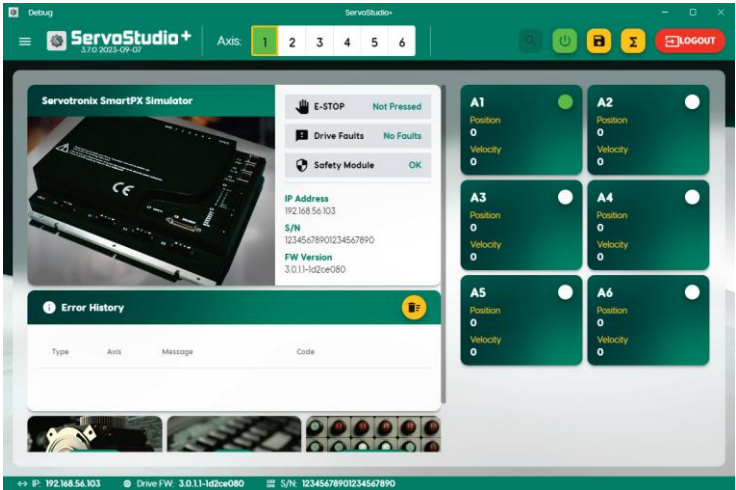 Debug
ServoStudio+
ServoStudio+
3.7.0 2023-09-07
Axis: 1 2 3 4 5 6
LOGOUT
Servotronix SmartPX Simulator
CE
E-STOP Not Pressed
Drive Faults No Faults
Safety Module OK
IP Address
192.168.56.103
S/N
12345678901234567890
FW Version
3.0.1.1-1d2ce080
Error History
Type Axis Message Code
A1
Position
0
Velocity
0
A2
Position
0
Velocity
0
A3
Position
0
Velocity
0
A4
Position
0
Velocity
0
A5
Position
0
Velocity
0
A6
Position
0
Velocity
0
IP: 192.168.56.103 Drive FW: 3.0.1.1-1d2ce080 S/N: 12345678901234567890